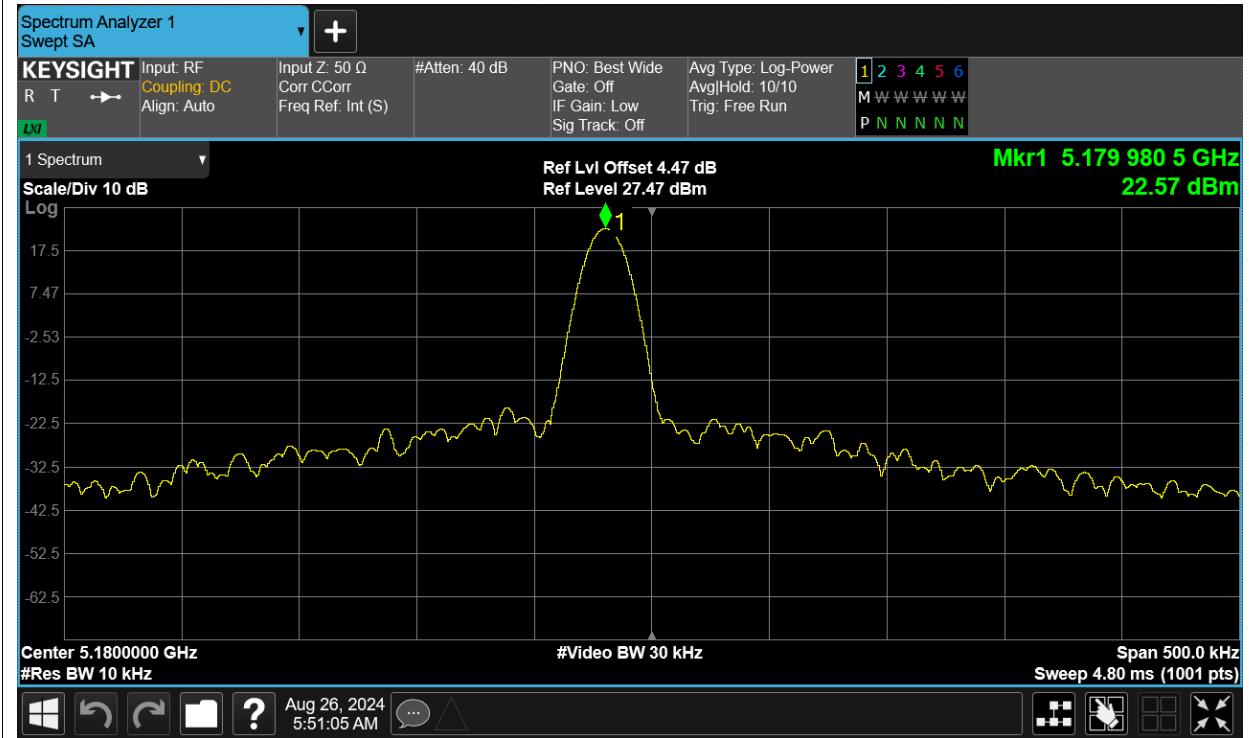 Spectrum Analyzer 1
Swept SA
KEYSIGHT
R T
LXI
Input: RF
Coupling: DC
Align: Auto
Input Z: 50 Ω
Corr CCorr
Freq Ref: Int (S)
#Atten: 40 dB
PNO: Best Wide
Gate: Off
IF Gain: Low
Sig Track: Off
Avg Type: Log-Power
Avg|Hold: 10/10
Trig: Free Run
1 2 3 4 5 6
M W W W W W
P N N N N N
1 Spectrum
Scale/Div 10 dB
Log
Ref Lvl Offset 4.47 dB
Ref Level 27.47 dBm
Mkr1 5.179 980 5 GHz
22.57 dBm
1
17.5
7.47
-2.53
-12.5
-22.5
-32.5
-42.5
-52.5
-62.5
Center 5.1800000 GHz
#Res BW 10 kHz
#Video BW 30 kHz
Span 500.0 kHz
Sweep 4.80 ms (1001 pts)
?
Aug 26, 2024
5:51:05 AM